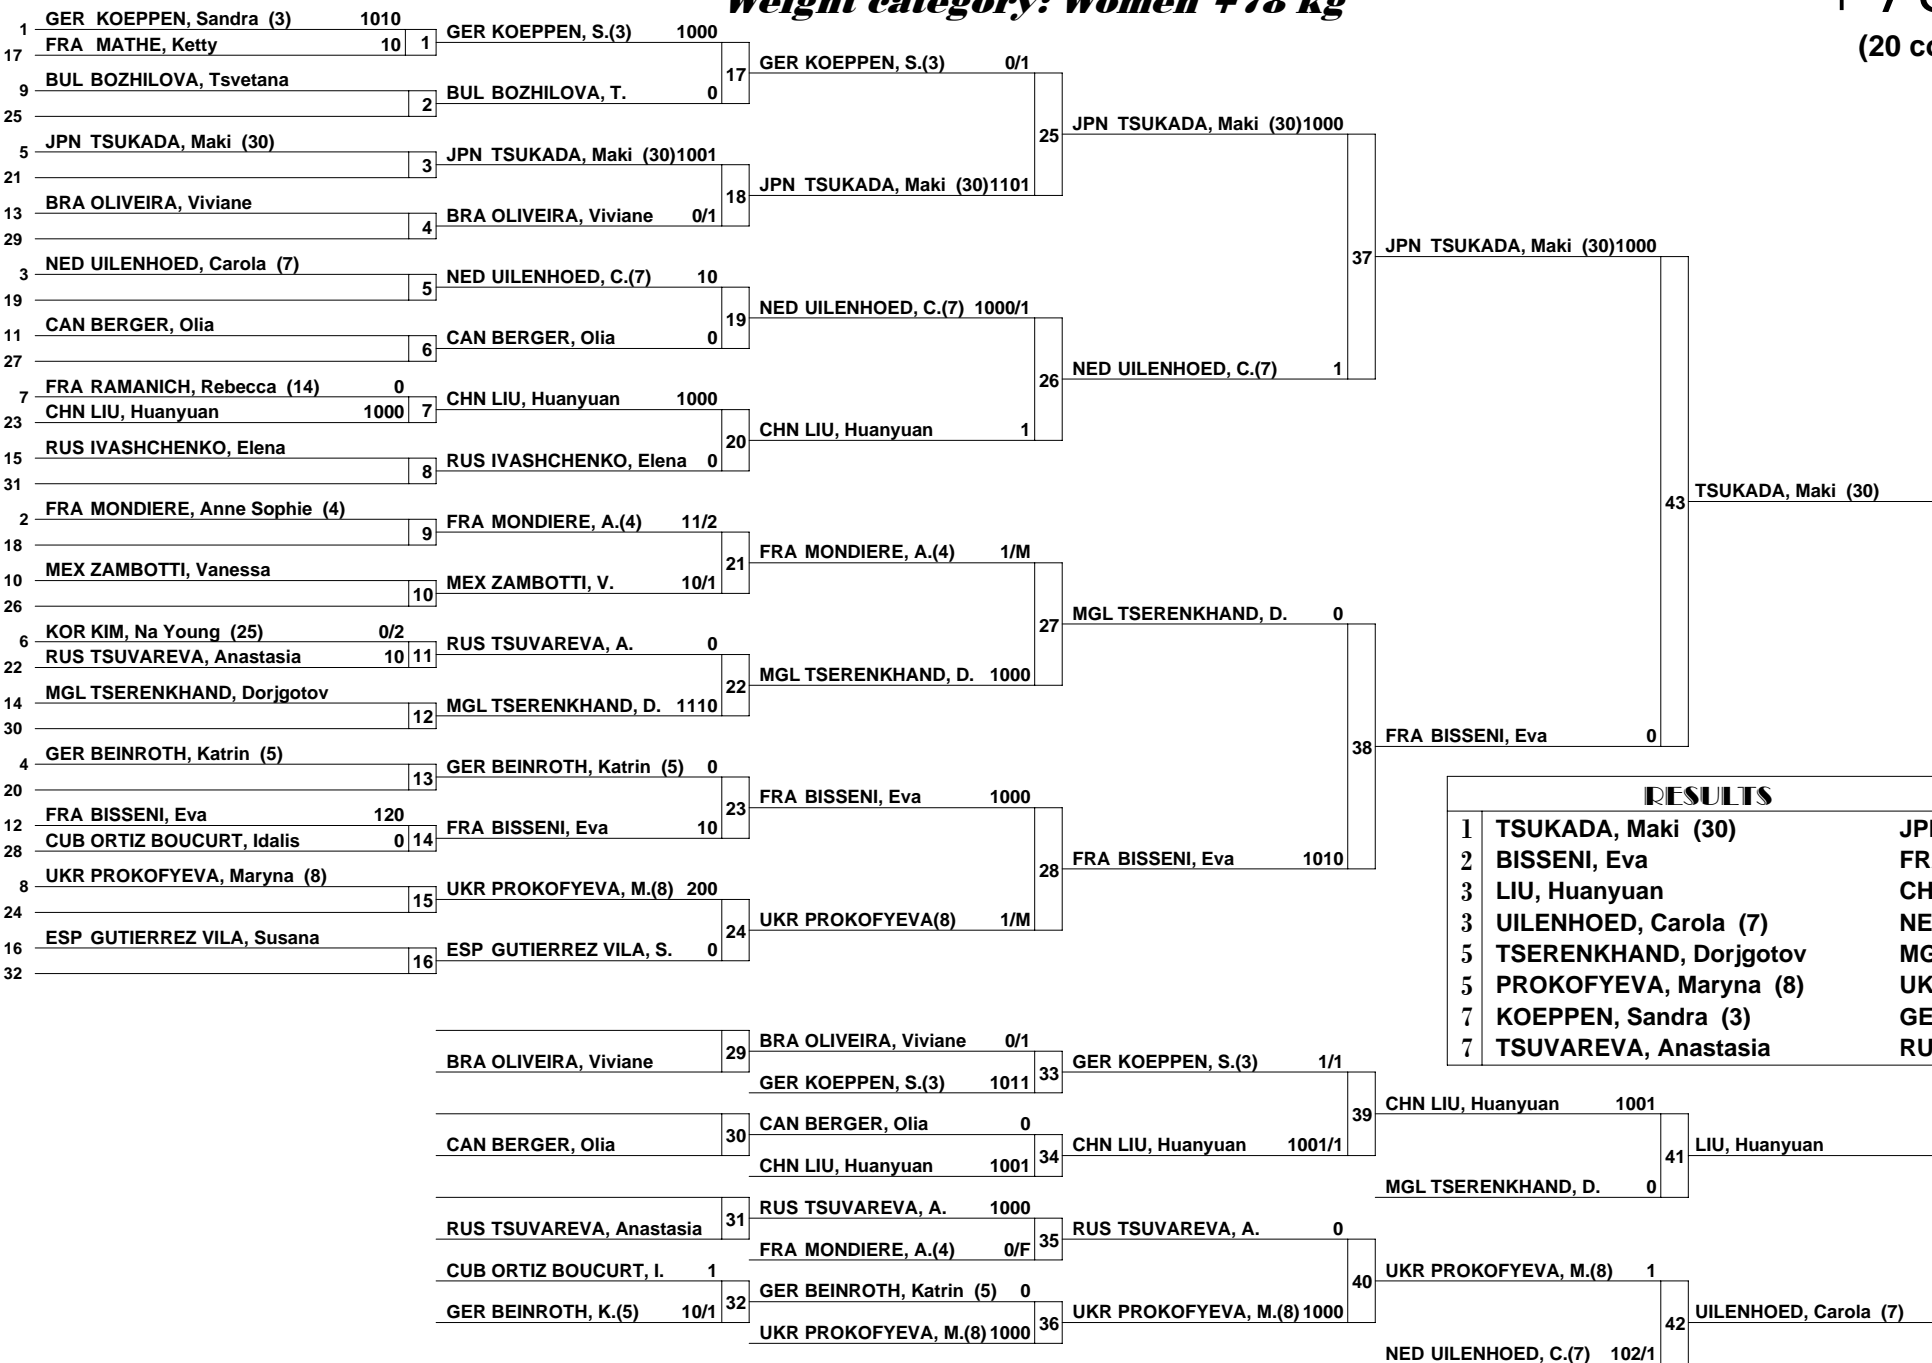 Weight category: Women +78 kg
(20 co
1 GER KOEPPEN, Sandra (3) 1010
17 FRA MATHE, Ketty 10 1
9 BUL BOZHILOVA, Tsvetana
25 2
5 JPN TSUKADA, Maki (30)
21 3
13 BRA OLIVEIRA, Viviane
29 4
3 NED UILENHOED, Carola (7)
19 5
11 CAN BERGER, Olia
27 6
7 FRA RAMANICH, Rebecca (14) 0
23 CHN LIU, Huanyuan 1000 7
15 RUS IVASHCHENKO, Elena
31 8
2 FRA MONDIERE, Anne Sophie (4)
18 9
10 MEX ZAMBOTTI, Vanessa
26 10
6 KOR KIM, Na Young (25) 0/2
22 RUS TSUVAREVA, Anastasia 10 11
14 MGL TSERENKHAND, Dorjgotov
30 12
4 GER BEINROTH, Katrin (5)
20 13
12 FRA BISSENI, Eva 120
28 CUB ORTIZ BOUCURT, Idalis 0 14
8 UKR PROKOFYEVA, Maryna (8)
24 15
16 ESP GUTIERREZ VILA, Susana
32 16
GER KOEPPEN, S.(3) 1000
17
BUL BOZHILOVA, T. 0
JPN TSUKADA, Maki (30)1001
18
BRA OLIVEIRA, Viviane 0/1
NED UILENHOED, C.(7) 10
19
CAN BERGER, Olia 0
CHN LIU, Huanyuan 1000
20
RUS IVASHCHENKO, Elena 0
FRA MONDIERE, A.(4) 11/2
21
MEX ZAMBOTTI, V. 10/1
RUS TSUVAREVA, A. 0
22
MGL TSERENKHAND, D. 1110
GER BEINROTH, Katrin (5) 0
23
FRA BISSENI, Eva 10
UKR PROKOFYEVA, M.(8) 200
24
ESP GUTIERREZ VILA, S. 0
GER KOEPPEN, S.(3) 0/1
25
JPN TSUKADA, Maki (30)1101
NED UILENHOED, C.(7) 1000/1
26
CHN LIU, Huanyuan 1
FRA MONDIERE, A.(4) 1/M
27
MGL TSERENKHAND, D. 1000
FRA BISSENI, Eva 1000
28
UKR PROKOFYEVA(8) 1/M
JPN TSUKADA, Maki (30)1000
37
NED UILENHOED, C.(7) 1
MGL TSERENKHAND, D. 0
38
FRA BISSENI, Eva 1010
JPN TSUKADA, Maki (30)1000
43
FRA BISSENI, Eva 0
TSUKADA, Maki (30)
RESULTS
1 TSUKADA, Maki (30) JP
2 BISSENI, Eva FR
3 LIU, Huanyuan CH
3 UILENHOED, Carola (7) NE
5 TSERENKHAND, Dorjgotov MG
5 PROKOFYEVA, Maryna (8) UK
7 KOEPPEN, Sandra (3) GE
7 TSUVAREVA, Anastasia RU
BRA OLIVEIRA, Viviane 29
CAN BERGER, Olia 30
RUS TSUVAREVA, Anastasia 31
CUB ORTIZ BOUCURT, I. 1
32
GER BEINROTH, K.(5) 10/1
BRA OLIVEIRA, Viviane 0/1
GER KOEPPEN, S.(3) 1011 33
CAN BERGER, Olia 0
CHN LIU, Huanyuan 1001 34
RUS TSUVAREVA, A. 1000
FRA MONDIERE, A.(4) 0/F 35
GER BEINROTH, Katrin (5) 0
UKR PROKOFYEVA, M.(8) 1000 36
GER KOEPPEN, S.(3) 1/1
39
CHN LIU, Huanyuan 1001/1
RUS TSUVAREVA, A. 0
40
UKR PROKOFYEVA, M.(8) 1000
CHN LIU, Huanyuan 1001
41
MGL TSERENKHAND, D. 0
UKR PROKOFYEVA, M.(8) 1
42
NED UILENHOED, C.(7) 102/1
LIU, Huanyuan
UILENHOED, Carola (7)